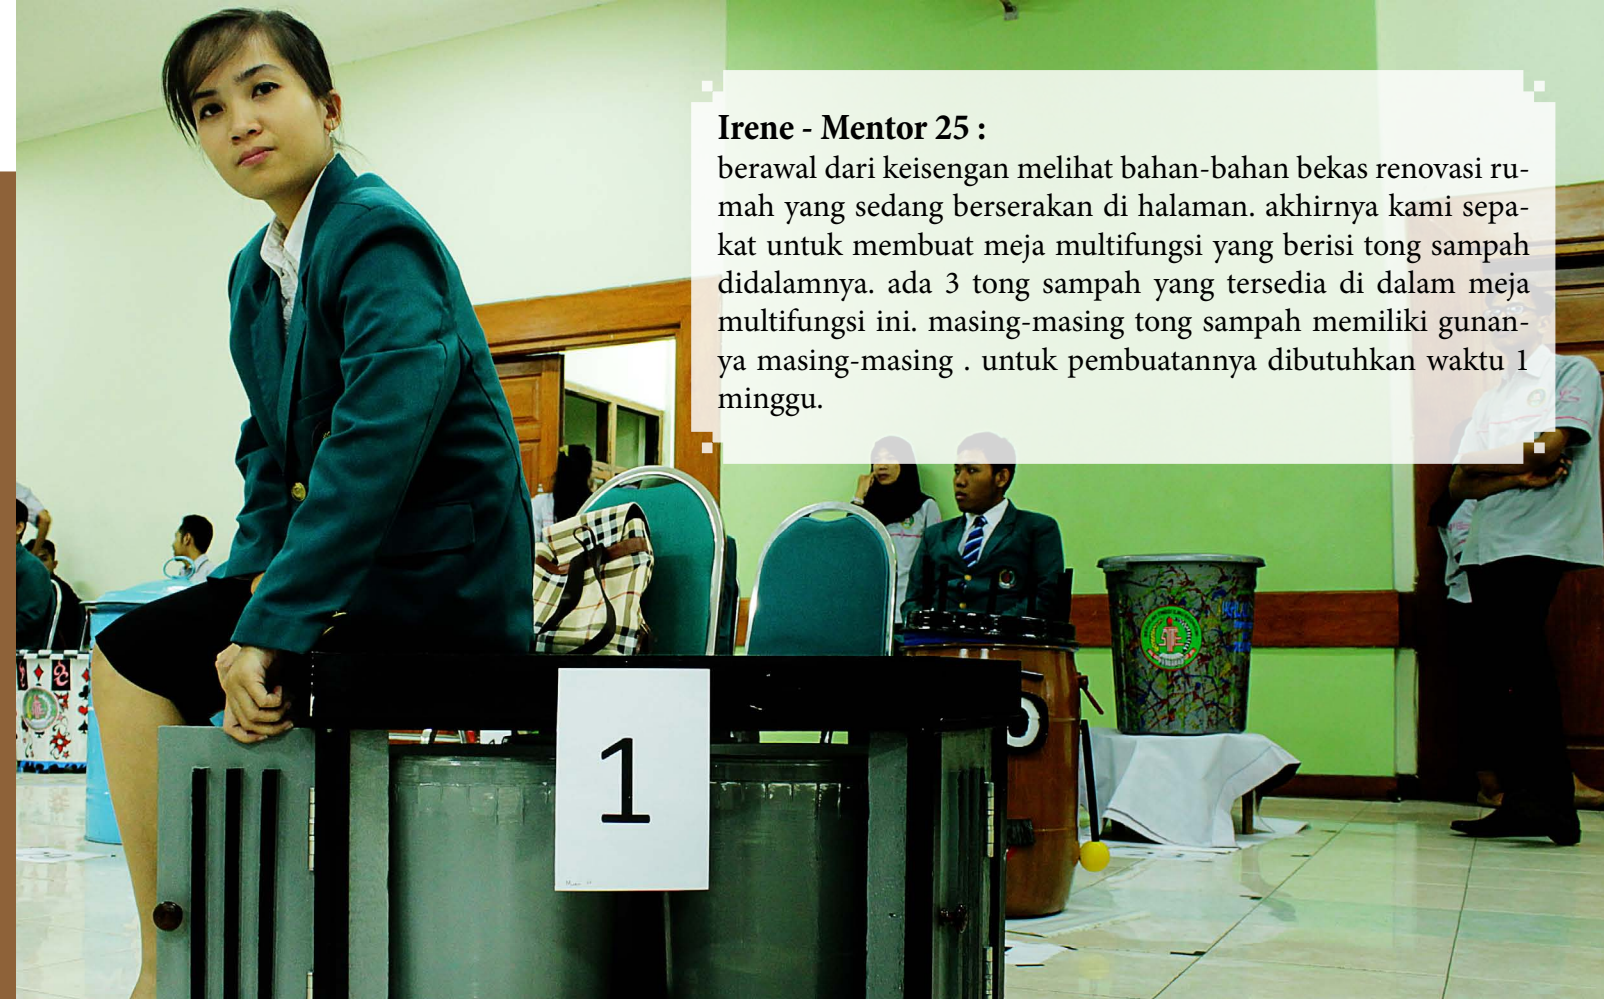 Irene - Mentor 25 :
berawal dari keisengan melihat bahan-bahan bekas renovasi ru-
mah yang sedang berserakan di halaman. akhirnya kami sepa-
kat untuk membuat meja multifungsi yang berisi tong sampah
didalamnya. ada 3 tong sampah yang tersedia di dalam meja
multifungsi ini. masing-masing tong sampah memiliki gunan-
ya masing-masing . untuk pembuatannya dibutuhkan waktu 1
minggu.
1